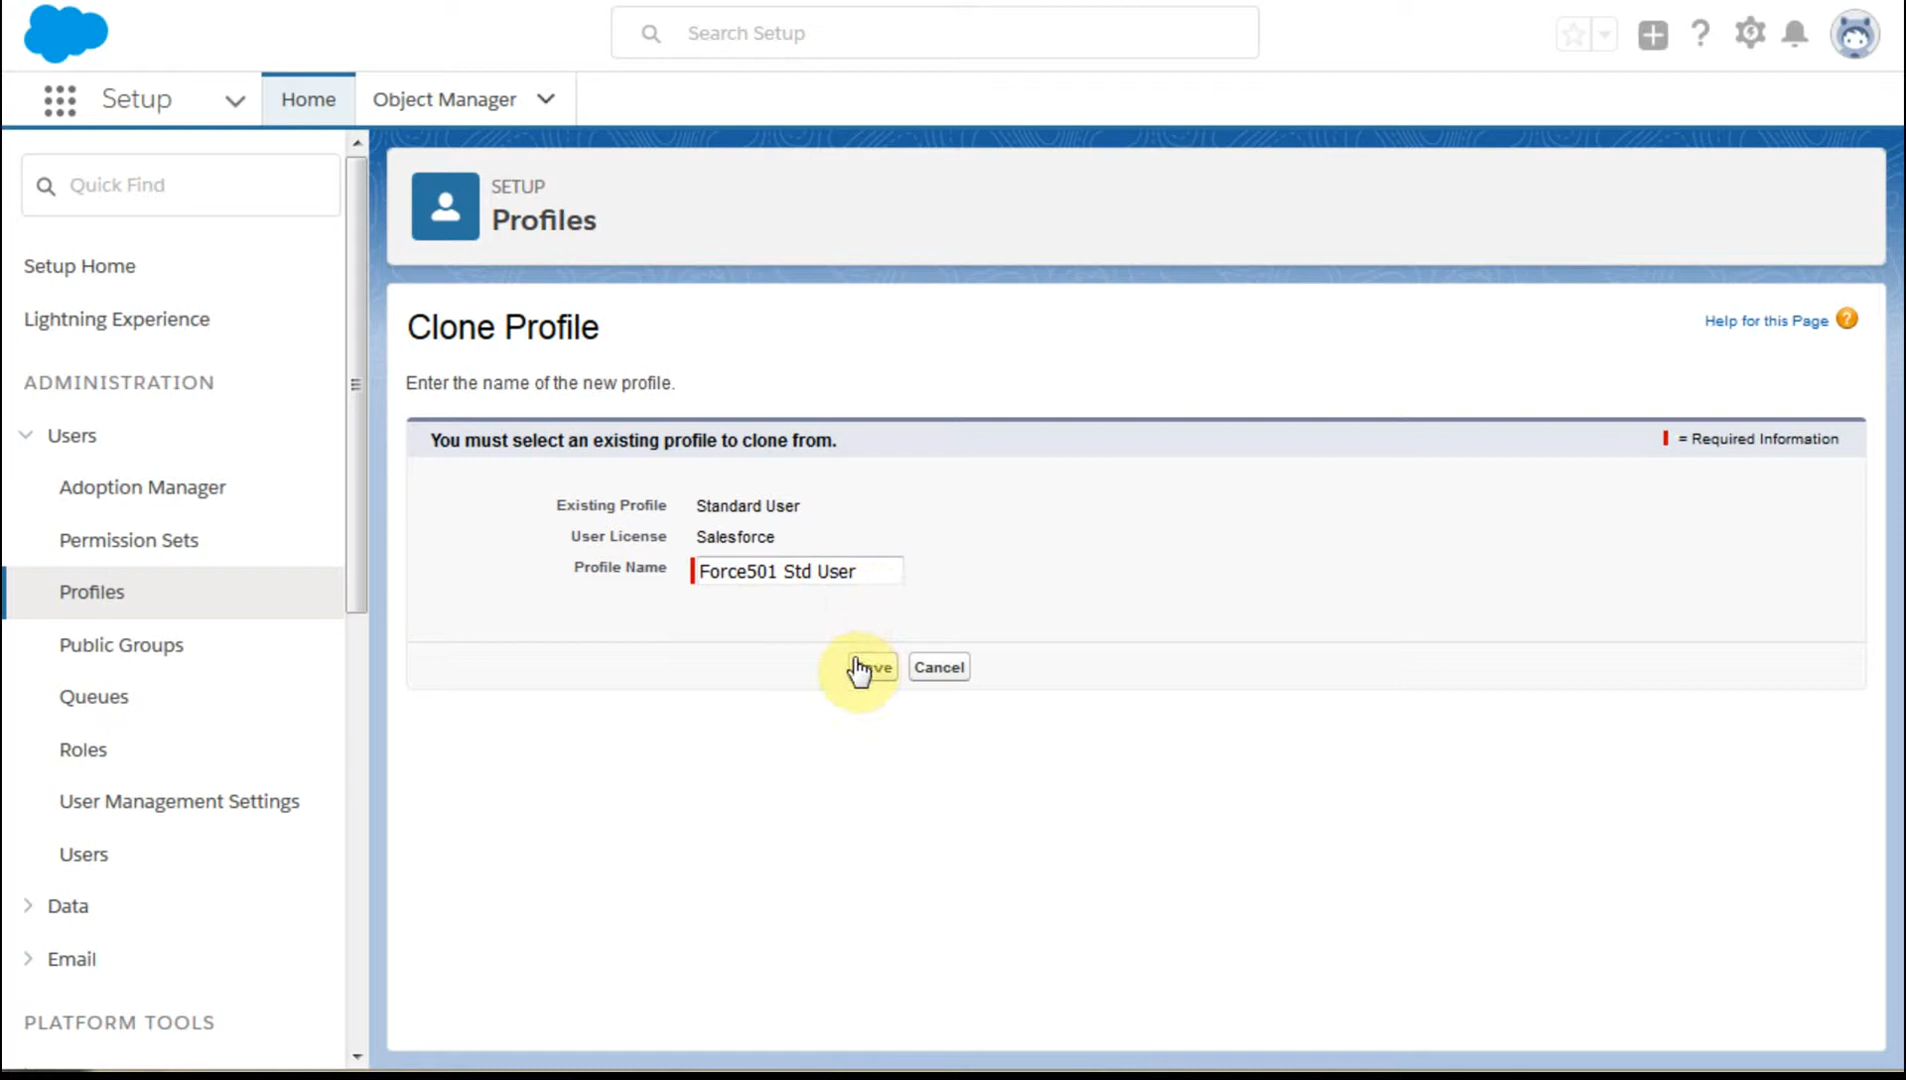 Search Setup
Setup
Home
Object Manager
Quick Find
Setup Home
Lightning Experience
ADMINISTRATION
Users
Adoption Manager
Permission Sets
Profiles
Public Groups
Queues
Roles
User Management Settings
Users
Data
Email
PLATFORM TOOLS
SETUP
Profiles
Clone Profile
Help for this Page ?
Enter the name of the new profile.
You must select an existing profile to clone from.
= Required Information
Existing Profile Standard User
User License Salesforce
Profile Name Force501 Std User
Cancel